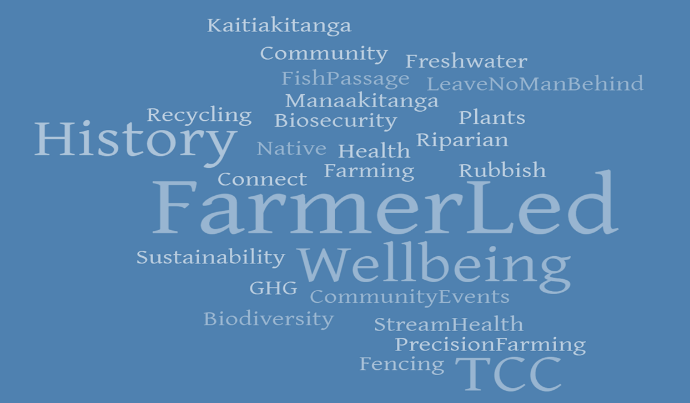 Kaitiakitanga
Community
Freshwater
FishPassage
LeaveNoManBehind
Manaakitanga
Recycling
Biosecurity
Plants
History
Native
Health
Riparian
Connect
Farming
Rubbish
FarmerLed
Sustainability
Wellbeing
GHG
CommunityEvents
Biodiversity
StreamHealth
PrecisionFarming
Fencing
TCC